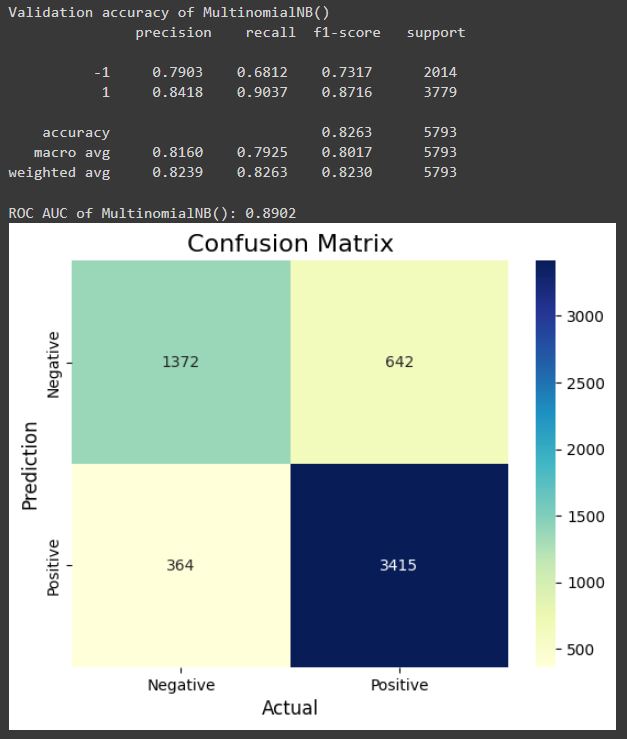 Validation accuracy of MultinomialNB()
precision recall f1-score support
-1 0.7903 0.6812 0.7317 2014
1 0.8418 0.9037 0.8716 3779
accuracy 0.8263 5793
macro avg 0.8160 0.7925 0.8017 5793
weighted avg 0.8239 0.8263 0.8230 5793
ROC AUC of MultinomialNB(): 0.8902
Confusion Matrix
Prediction
Negative
1372 642
Positive
364 3415
Negative Positive
Actual
3000
2500
2000
1500
1000
500